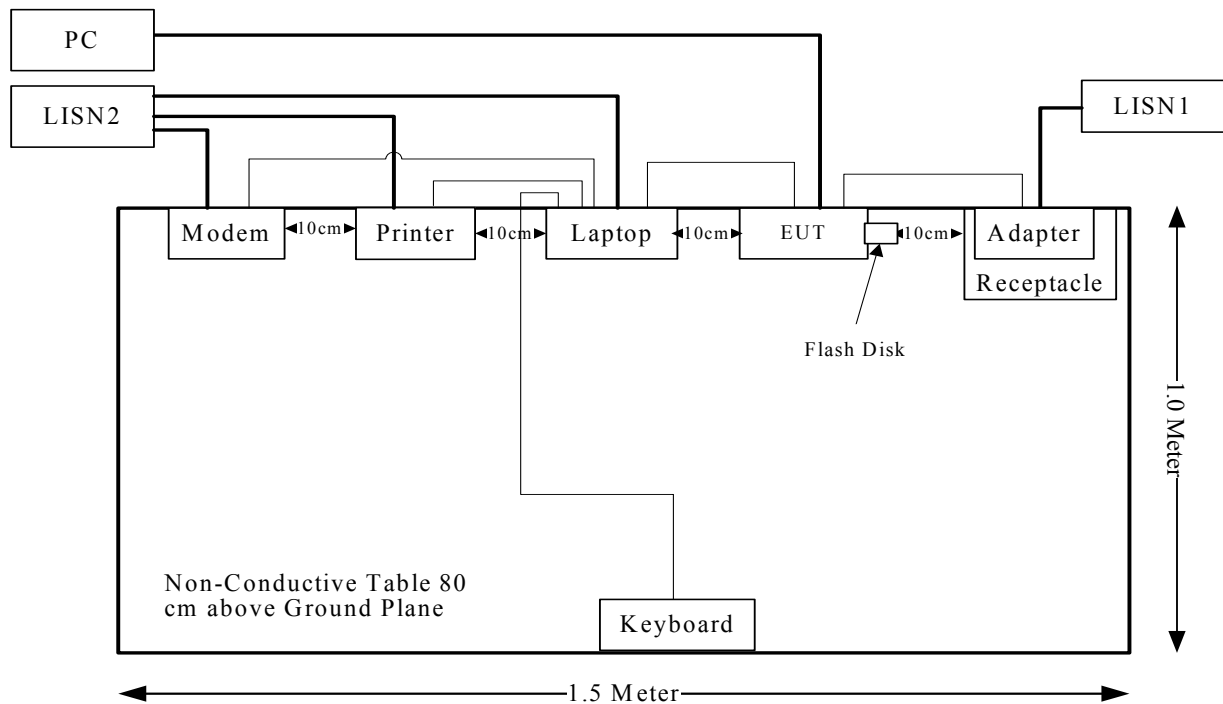 PC
LISN2
LISN1
Modem
10cm
Printer
10cm
Laptop
10cm
EUT
10cm
Adapter
Receptacle
Flash Disk
1.0 Meter
Non-Conductive Table 80
cm above Ground Plane
Keyboard
1.5 Meter